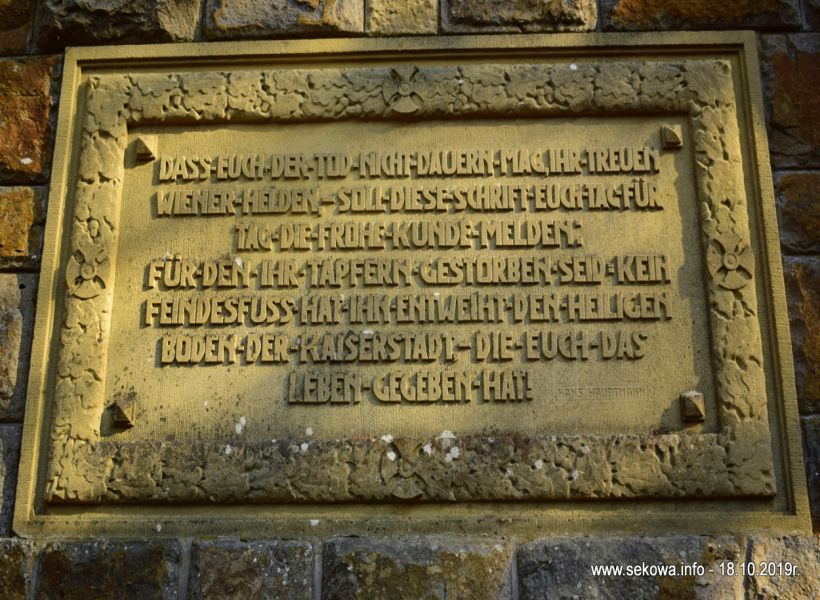 DASS-EUCH-DER-TOD-NICHT-DAUERN-MAG, IHR-TREUEN
WIENER-HELDEN,-SOLL-DIESE-SCHRIFT-EUCH-TAG-FÜR
TAG-DIE-FROHE-KUNDE-MELDEN:
FÜR-DEN-IHR-TAPFERN-GESTORBEN-SEID-KEIN
FEINDESFUSS-HAT-IHN-ENTWEIHT-DEN-HEILIGEN
BODEN-DER-KAISERSTADT,-DIE-EUCH-DAS
LEBEN-GEGEBEN-HAT!
HANS HAUPTMANN
www.sekowa.info - 18.10.2019r.